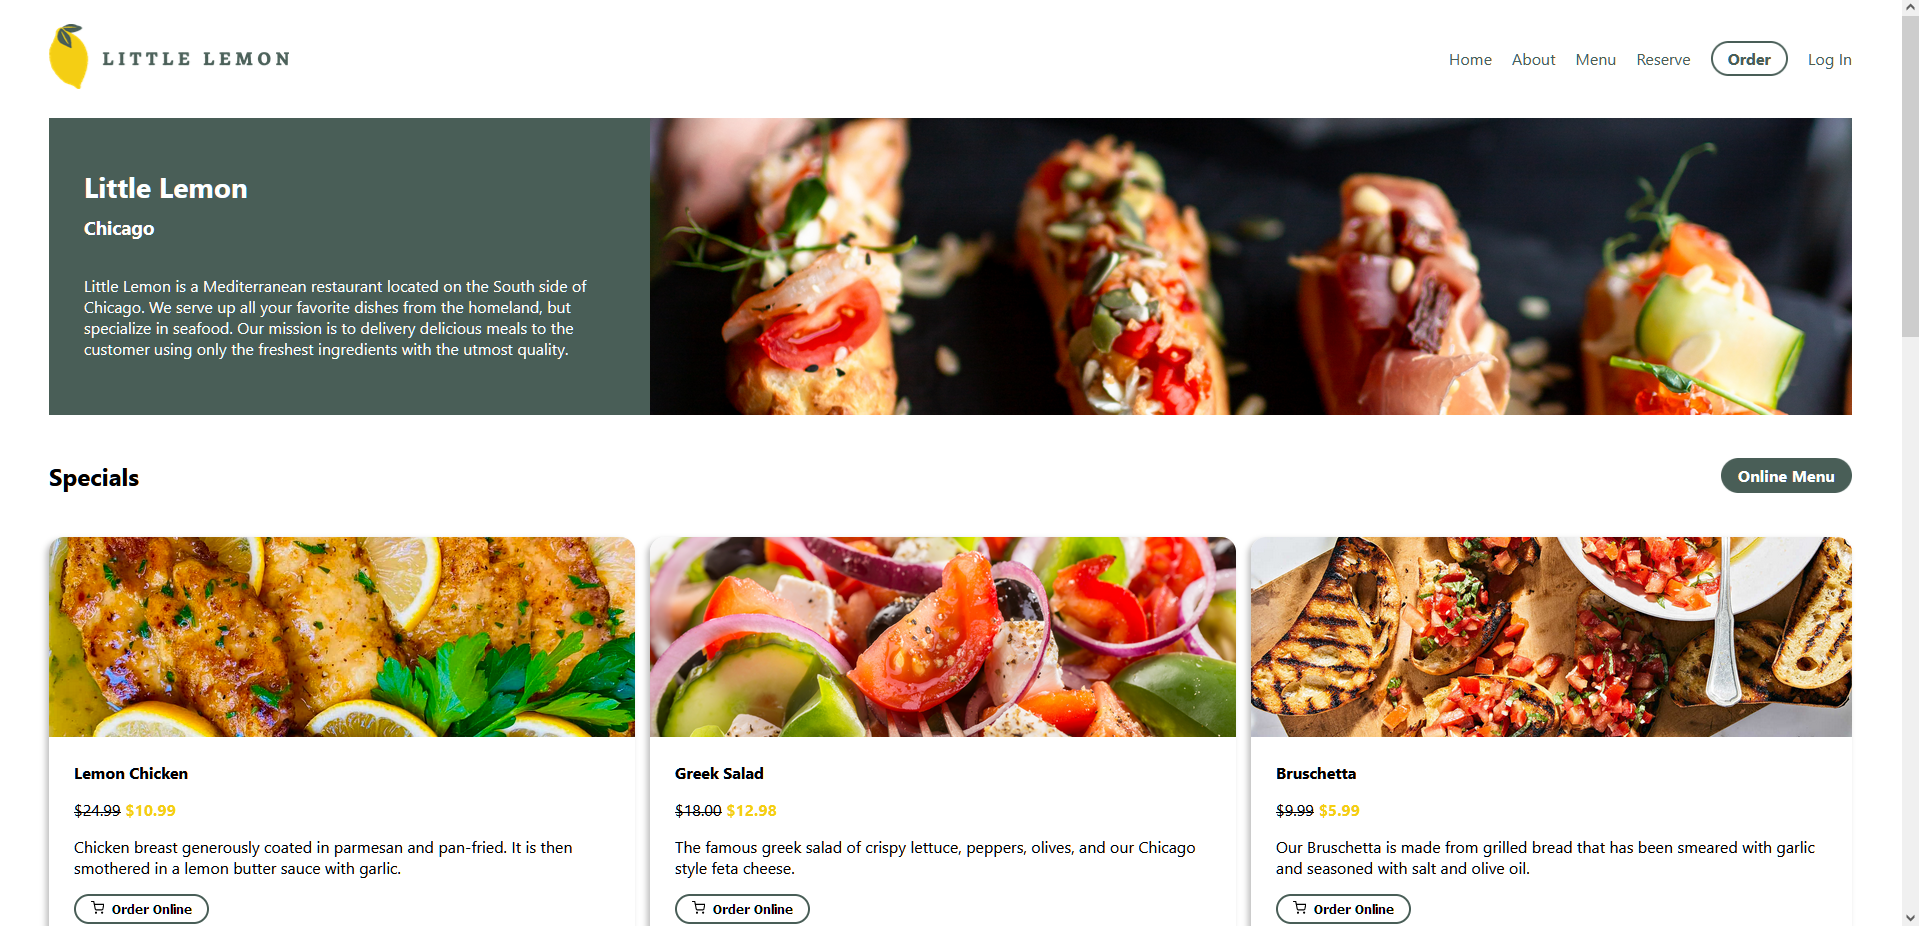 LITTLE LEMON
Home About Menu Reserve Order Log In
Little Lemon
Chicago
Little Lemon is a Mediterranean restaurant located on the South side of
Chicago. We serve up all your favorite dishes from the homeland, but
specialize in seafood. Our mission is to delivery delicious meals to the
customer using only the freshest ingredients with the utmost quality.
Specials
Online Menu
Lemon Chicken
$24.99 $10.99
Chicken breast generously coated in parmesan and pan-fried. It is then
smothered in a lemon butter sauce with garlic.
Order Online
Greek Salad
$18.00 $12.98
The famous greek salad of crispy lettuce, peppers, olives, and our Chicago
style feta cheese.
Order Online
Bruschetta
$9.99 $5.99
Our Bruschetta is made from grilled bread that has been smeared with garlic
and seasoned with salt and olive oil.
Order Online